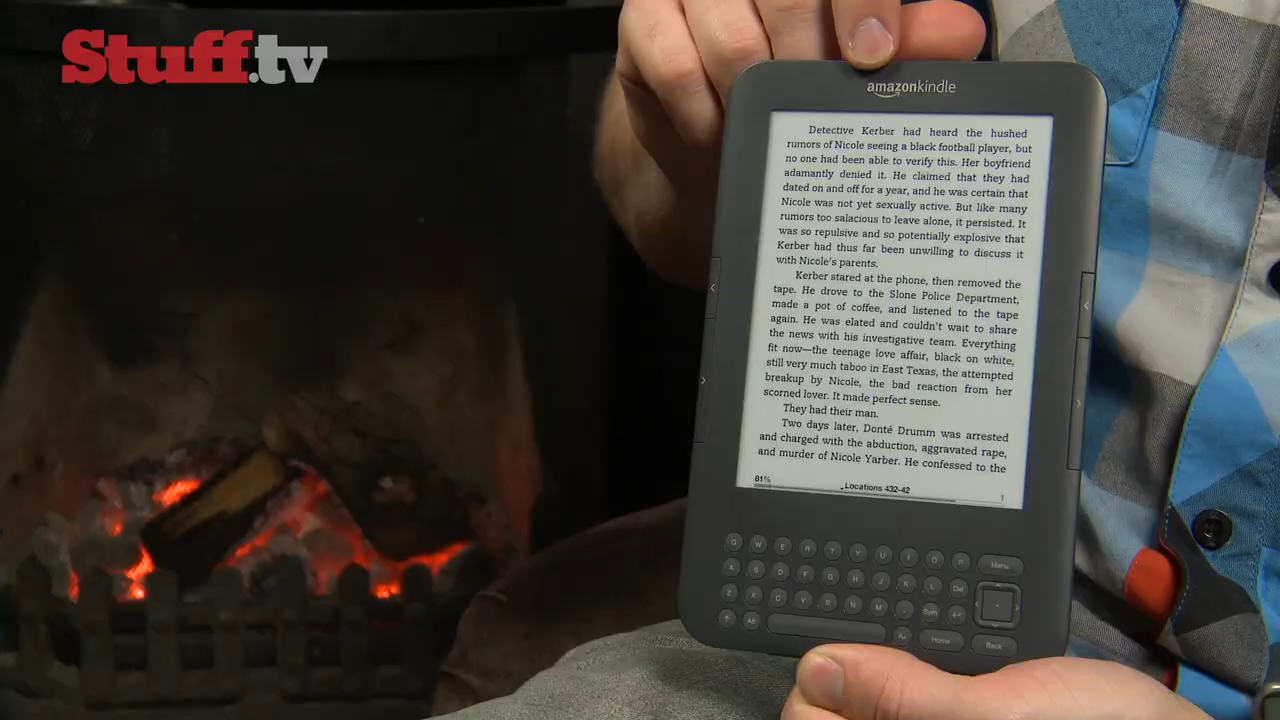 Stuff.tv
amazonkindle
Detective Kerber had heard the hushed
rumors of Nicole seeing a black football player, but
no one had been able to verify this. Her boyfriend
adamantly denied it. He claimed that they had
dated on and off for a year, and he was certain that
Nicole was not yet sexually active. But like many
rumors too salacious to leave alone, it persisted. It
was so repulsive and so potentially explosive that
Kerber had thus far been unwilling to discuss it
with Nicole's parents.
Kerber stared at the phone, then removed the
tape. He drove to the Slone Police Department,
made a pot of coffee, and listened to the tape
again. He was elated and couldn't wait to share
the news with his investigative team. Everything
fit now—the teenage love affair, black on white,
still very much taboo in East Texas, the attempted
breakup by Nicole, the bad reaction from her
scorned lover. It made perfect sense.
They had their man.
Two days later, Donté Drumm was arrested
and charged with the abduction, aggravated rape,
and murder of Nicole Yarber. He confessed to the
81% Locations 432-42 1
Q W E R T Y U I O P Menu
A S D F G H J K L Del
Z X C V B N M . Sym
Alt Aa Home Back